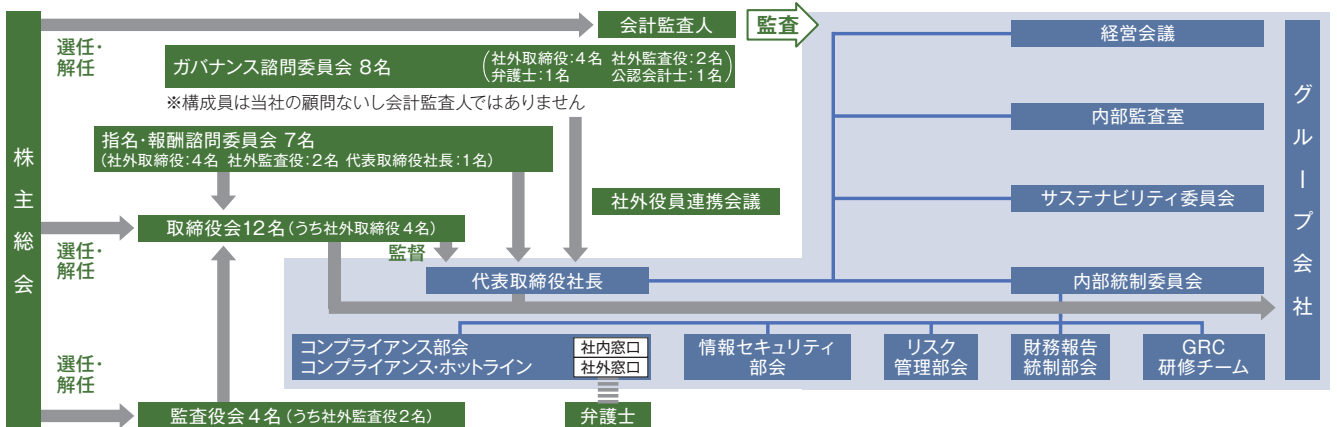 会計監査人
監査
選任・
解任
ガバナンス諮問委員会 8名
(社外取締役：4名 社外監査役：2名
弁護士：1名 公認会計士：1名)
※構成員は当社の顧問ないし会計監査人ではありません
指名・報酬諮問委員会 7名
(社外取締役：4名 社外監査役：2名 代表取締役社長：1名)
株主総会
社外役員連携会議
取締役会12名(うち社外取締役4名)
選任・
解任
監督
代表取締役社長
経営会議
内部監査室
サステナビリティ委員会
内部統制委員会
グループ会社
コンプライアンス部会
コンプライアンス・ホットライン
社内窓口
社外窓口
情報セキュリティ
部会
リスク
管理部会
財務報告
統制部会
GRC
研修チーム
選任・
解任
監査役会4名(うち社外監査役2名)
弁護士